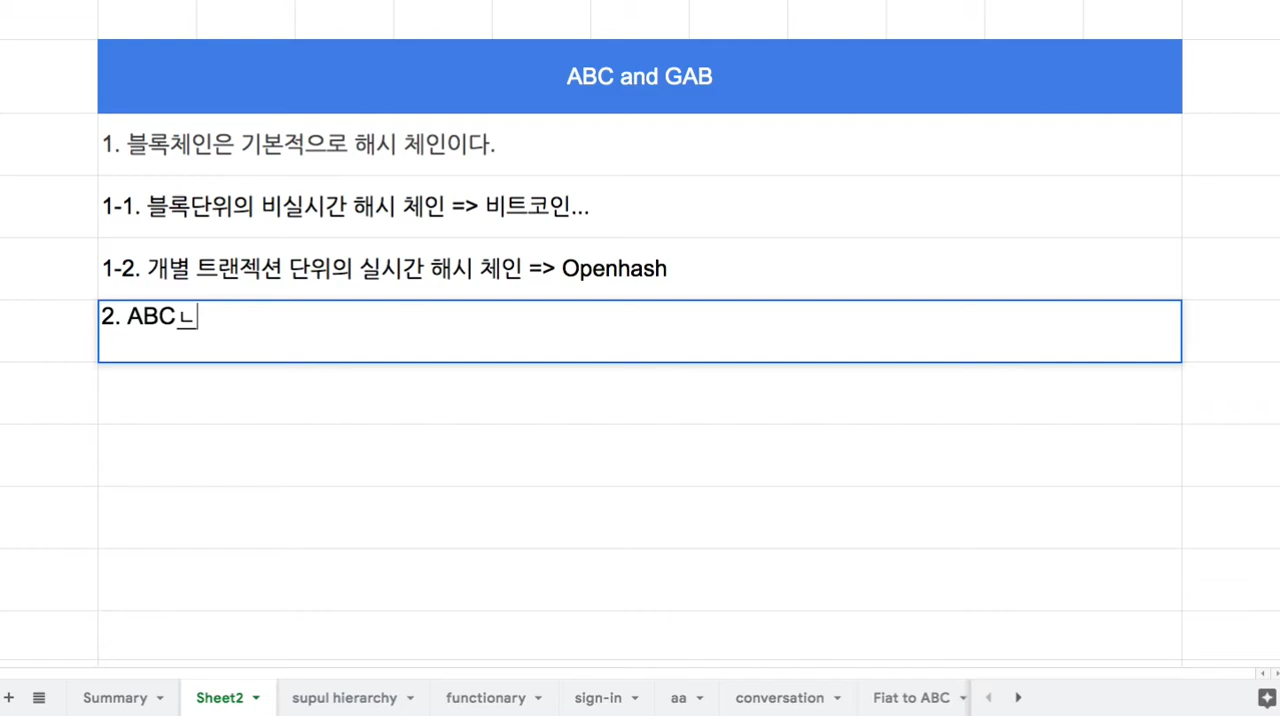 ABC and GAB
1. 블록체인은 기본적으로 해시 체인이다.
1-1. 블록단위의 비실시간 해시 체인 => 비트코인...
1-2. 개별 트랜젝션 단위의 실시간 해시 체인 => Openhash
2. ABCㄴ
+ Summary Sheet2 supul hierarchy functionary sign-in aa conversation Fiat to ABC